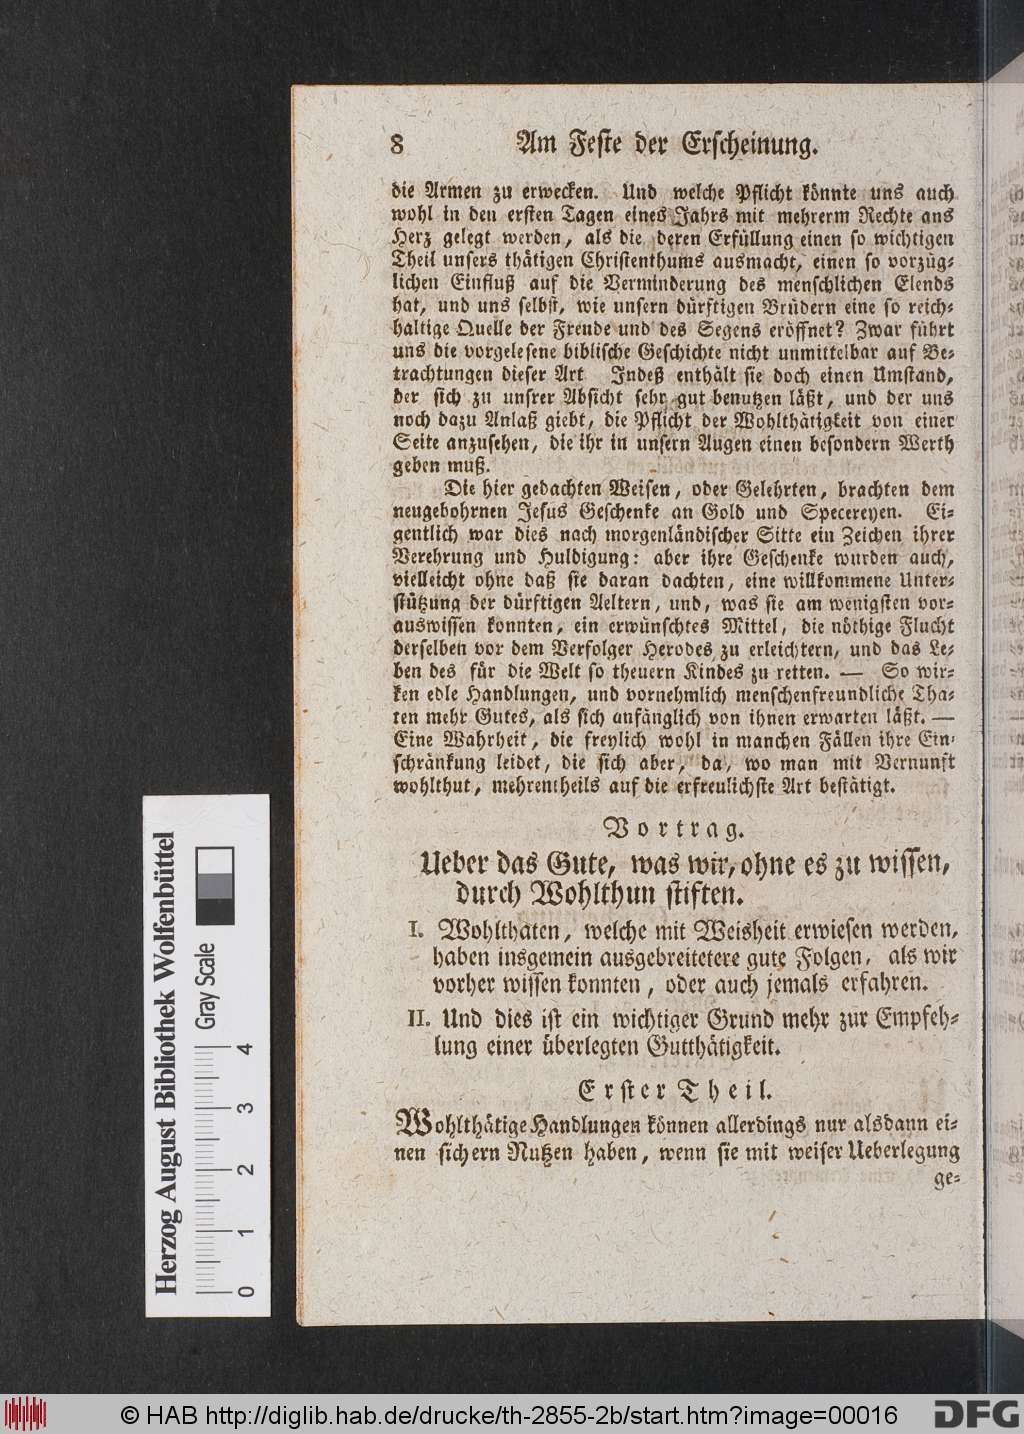 8 Am Feste der Erscheinung.
die Armen zu erwecken. Und welche Pflicht könnte uns auch
wohl in den ersten Tagen eines Jahrs mit mehrerm Rechte ans
Herz gelegt werden, als die deren Erfüllung einen so wichtigen
Theil unsers thätigen Christenthums ausmacht, einen so vorzüg-
lichen Einfluß auf die Verminderung des menschlichen Elends
hat, und uns selbst, wie unsern dürftigen Brüdern eine so reich-
haltige Quelle der Freude und des Segens eröffnet? Zwar führt
uns die vorgelesene biblische Geschichte nicht unmittelbar auf Be-
trachtungen dieser Art Indeß enthält sie doch einen Umstand,
der sich zu unsrer Absicht sehr gut benutzen läßt, und der uns
noch dazu Anlaß giebt, die Pflicht der Wohlthätigkeit von einer
Seite anzusehen, die ihr in unsern Augen einen besondern Werth
geben muß.
Die hier gedachten Weisen, oder Gelehrten, brachten dem
neugebohrnen Jesus Geschenke an Gold und Specereyen. Ei-
gentlich war dies nach morgenländischer Sitte ein Zeichen ihrer
Verehrung und Huldigung: aber ihre Geschenke wurden auch,
vielleicht ohne daß sie daran dachten, eine willkommene Unter-
stützung der dürftigen Aeltern, und, was sie am wenigsten vor-
auswissen konnten, ein erwünschtes Mittel, die nöthige Flucht
derselben vor dem Verfolger Herodes zu erleichtern, und das Le-
ben des für die Welt so theuern Kindes zu retten. — So wir-
ken edle Handlungen, und vornehmlich menschenfreundliche Tha-
ten mehr Gutes, als sich anfänglich von ihnen erwarten läßt. —
Eine Wahrheit, die freylich wohl in manchen Fällen ihre Ein-
schränkung leidet, die sich aber, da, wo man mit Vernunft
wohlthut, mehrentheils auf die erfreulichste Art bestätigt.
Vortrag.
Ueber das Gute, was wir, ohne es zu wissen,
durch Wohlthun stiften.
I. Wohlthaten, welche mit Weisheit erwiesen werden,
haben insgemein ausgebreitetere gute Folgen, als wir
vorher wissen konnten, oder auch jemals erfahren.
II. Und dies ist ein wichtiger Grund mehr zur Empfeh-
lung einer überlegten Gutthätigkeit.
Erster Theil.
Wohlthätige Handlungen können allerdings nur alsdann ei-
nen sichern Nutzen haben, wenn sie mit weiser Ueberlegung
ge-
Herzog August Bibliothek Wolfenbüttel
Gray Scale
0 1 2 3 4
© HAB http://diglib.hab.de/drucke/th-2855-2b/start.htm?image=00016
DFG